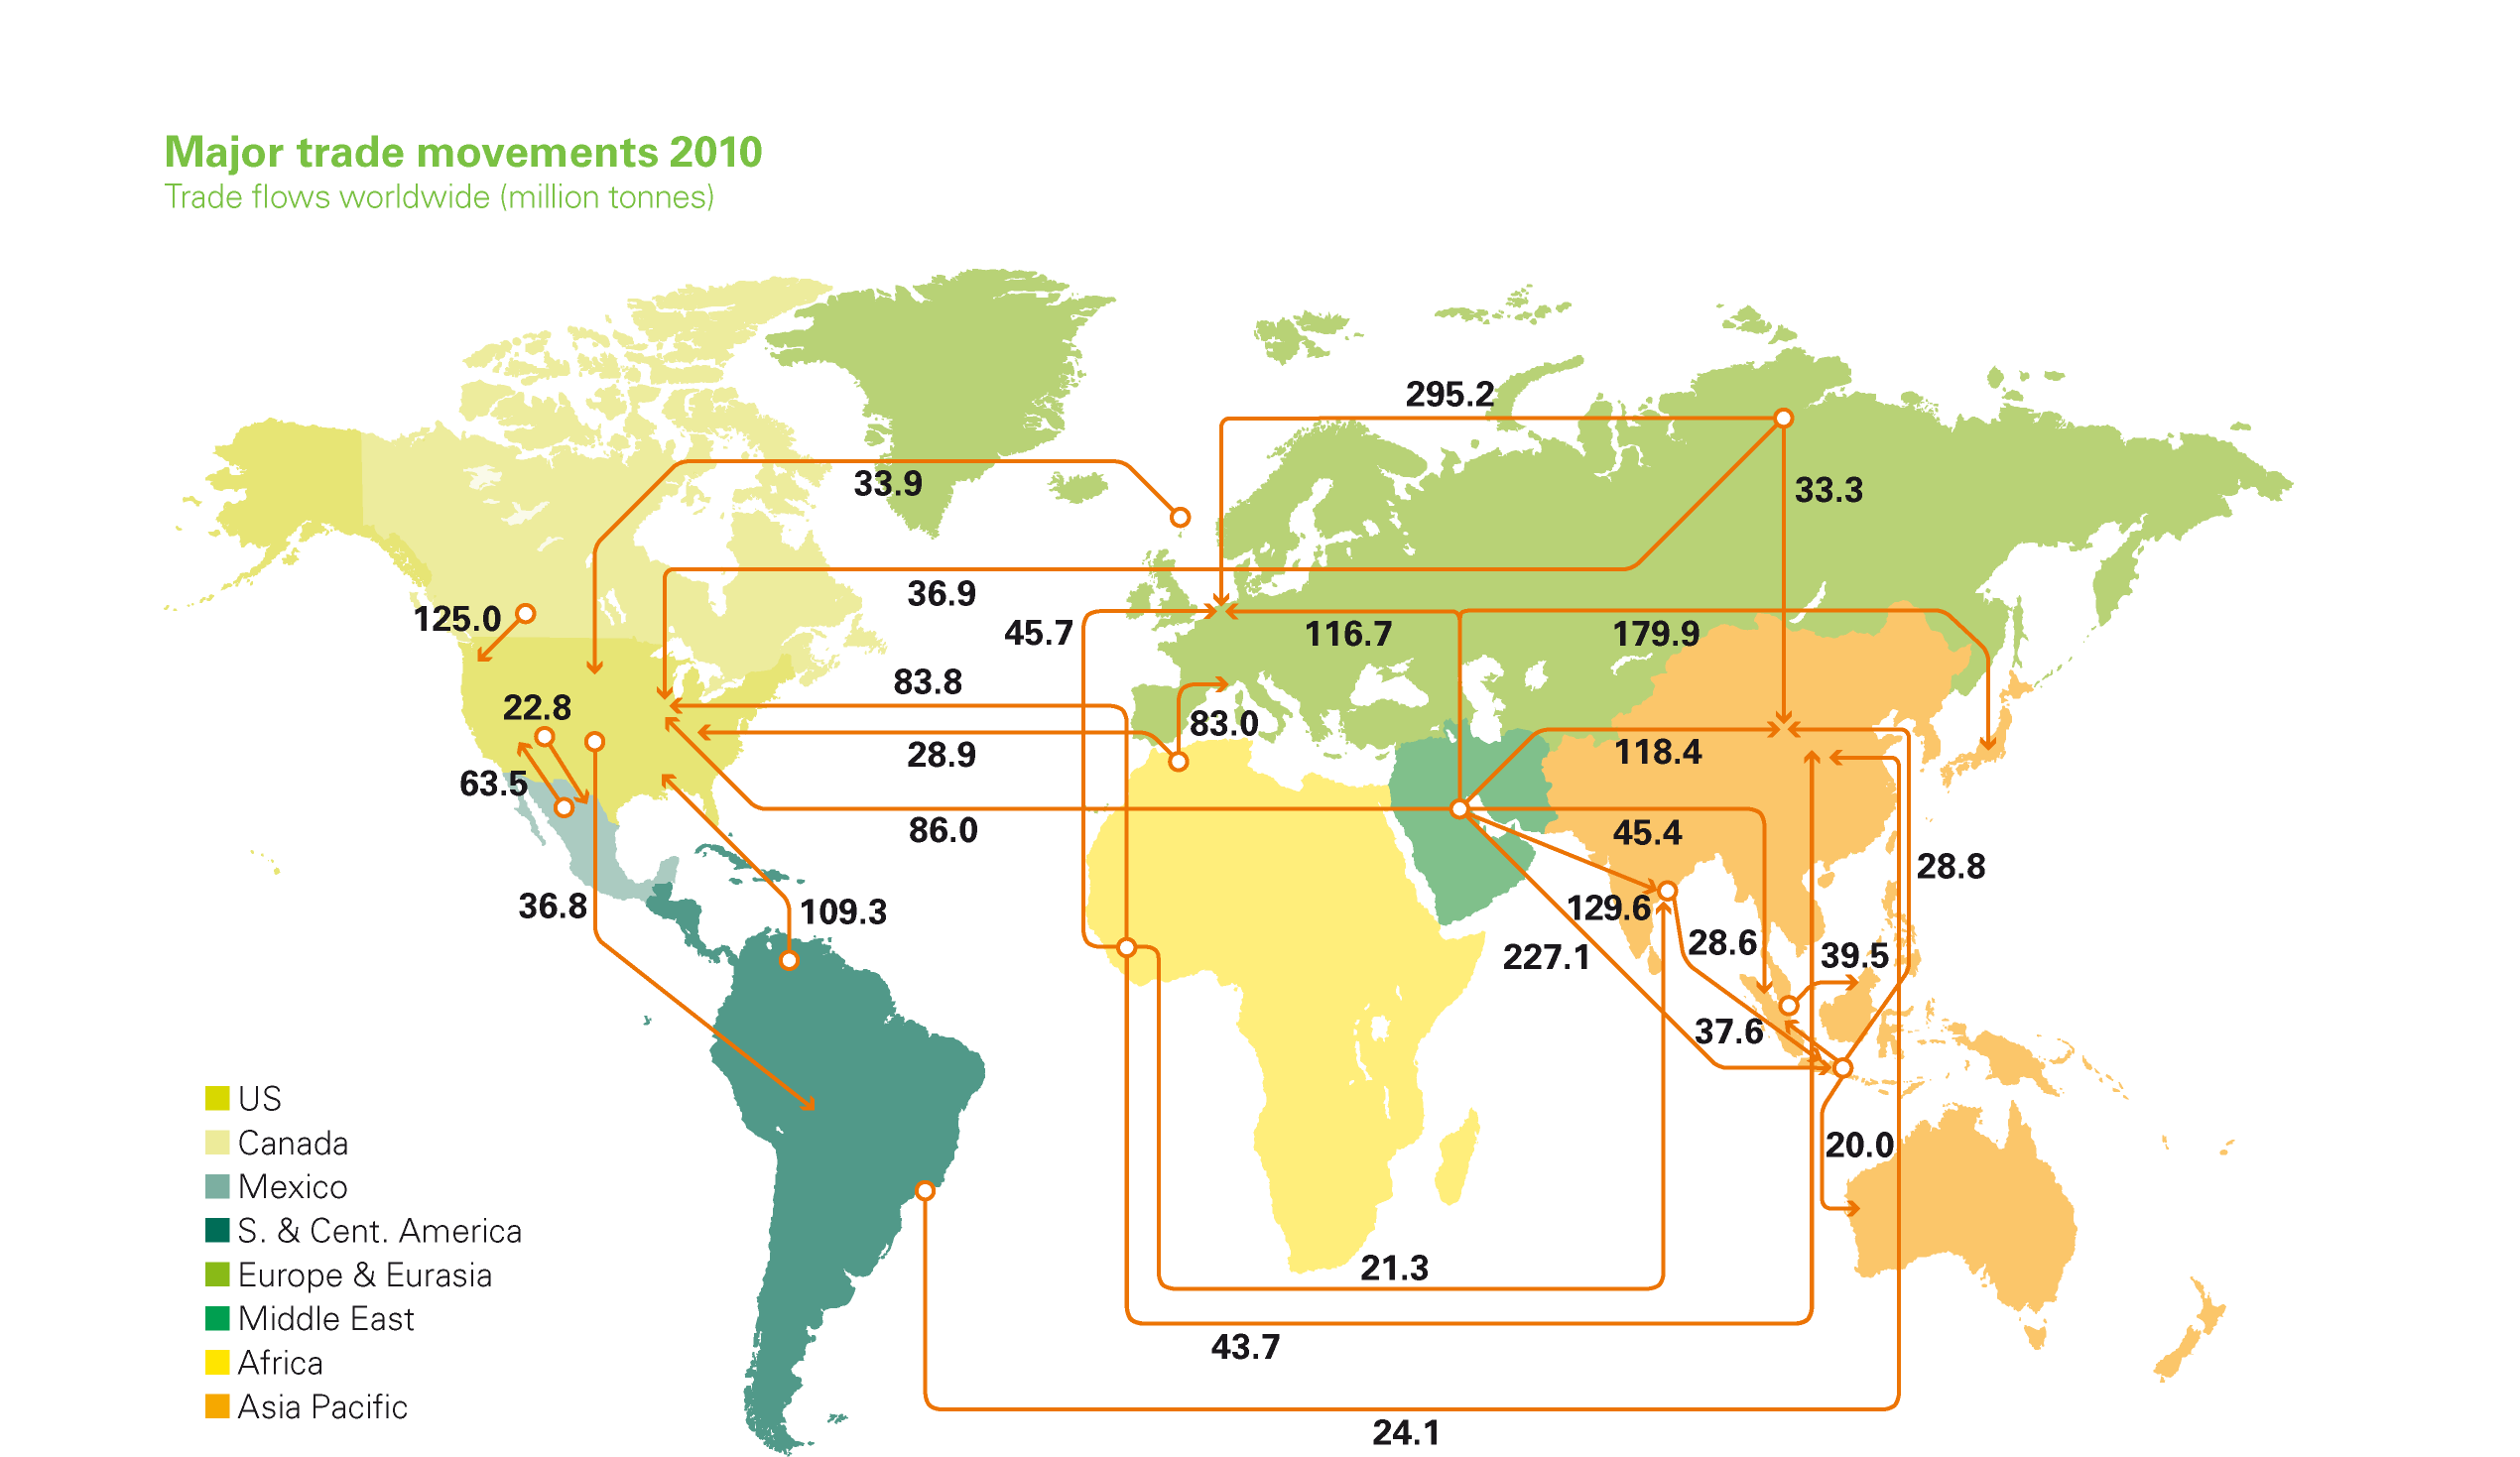 Major trade movements 2010
Trade flows worldwide (million tonnes)
295.2
33.9
33.3
36.9
125.0
45.7
116.7
179.9
83.8
22.8
83.0
28.9
118.4
63.5
86.0
45.4
28.8
36.8
109.3
129.6
28.6
39.5
227.1
37.6
20.0
US
Canada
Mexico
S. & Cent. America
Europe & Eurasia
Middle East
Africa
Asia Pacific
21.3
43.7
24.1